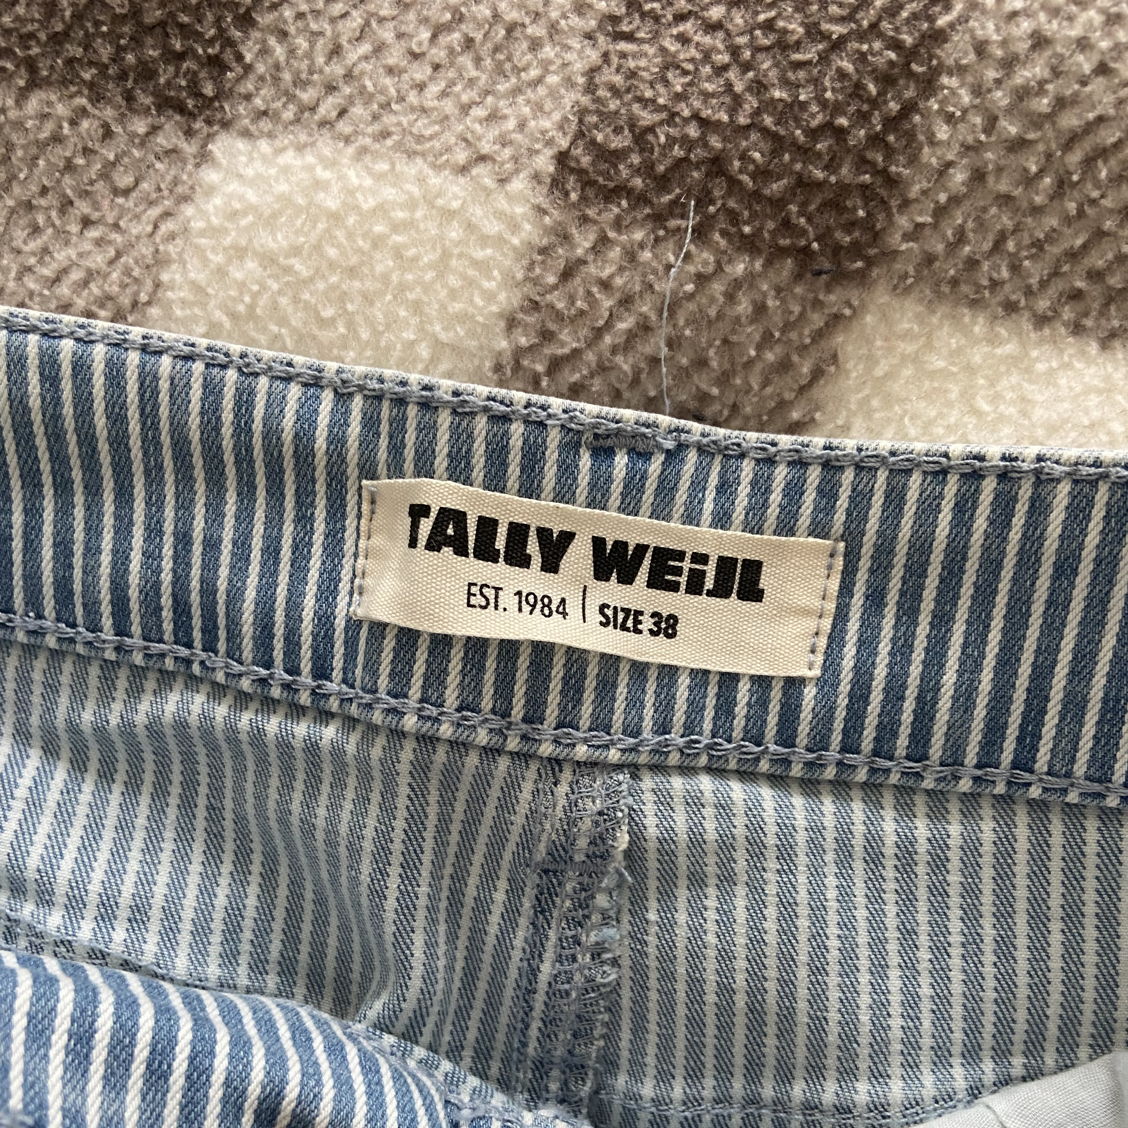 TALLY WEiJL
EST. 1984 | SIZE 38